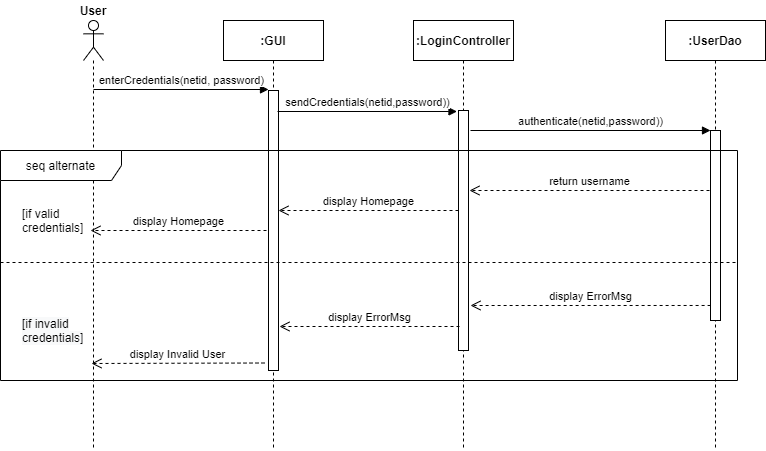 User
:GUI
:LoginController
:UserDao
enterCredentials(netid, password)
sendCredentials(netid,password))
authenticate(netid,password))
seq alternate
return username
display Homepage
[if valid
credentials]
display Homepage
display ErrorMsg
display ErrorMsg
[if invalid
credentials]
display Invalid User